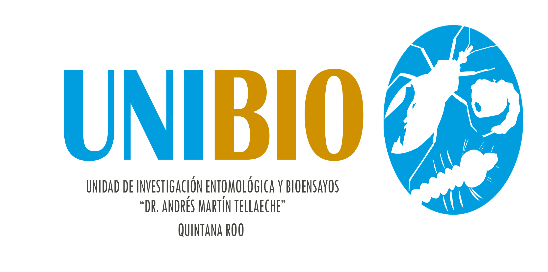 UNIBIO
UNIDAD DE INVESTIGACIÓN ENTOMOLÓGICA Y BIOENSAYOS
"DR. ANDRÉS MARTÍN TELLAECHE"
QUINTANA ROO